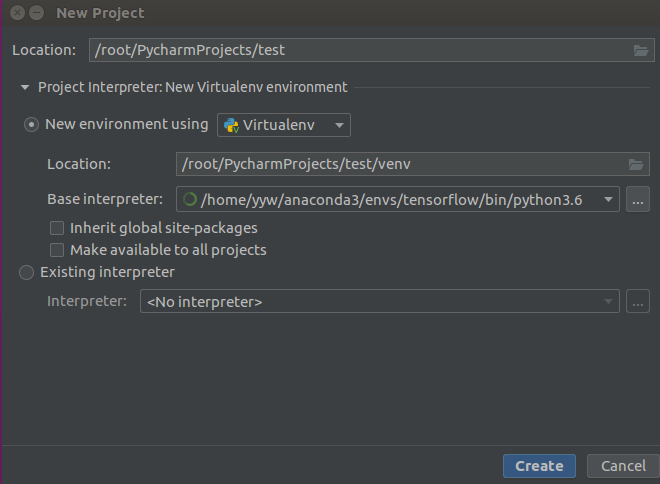 New Project
Location: /root/PycharmProjects/test
Project Interpreter: New Virtualenv environment
New environment using Virtualenv
Location: /root/PycharmProjects/test/venv
Base interpreter: /home/yyw/anaconda3/envs/tensorflow/bin/python3.6 ...
Inherit global site-packages
Make available to all projects
Existing interpreter
Interpreter: <No interpreter> ...
Create Cancel